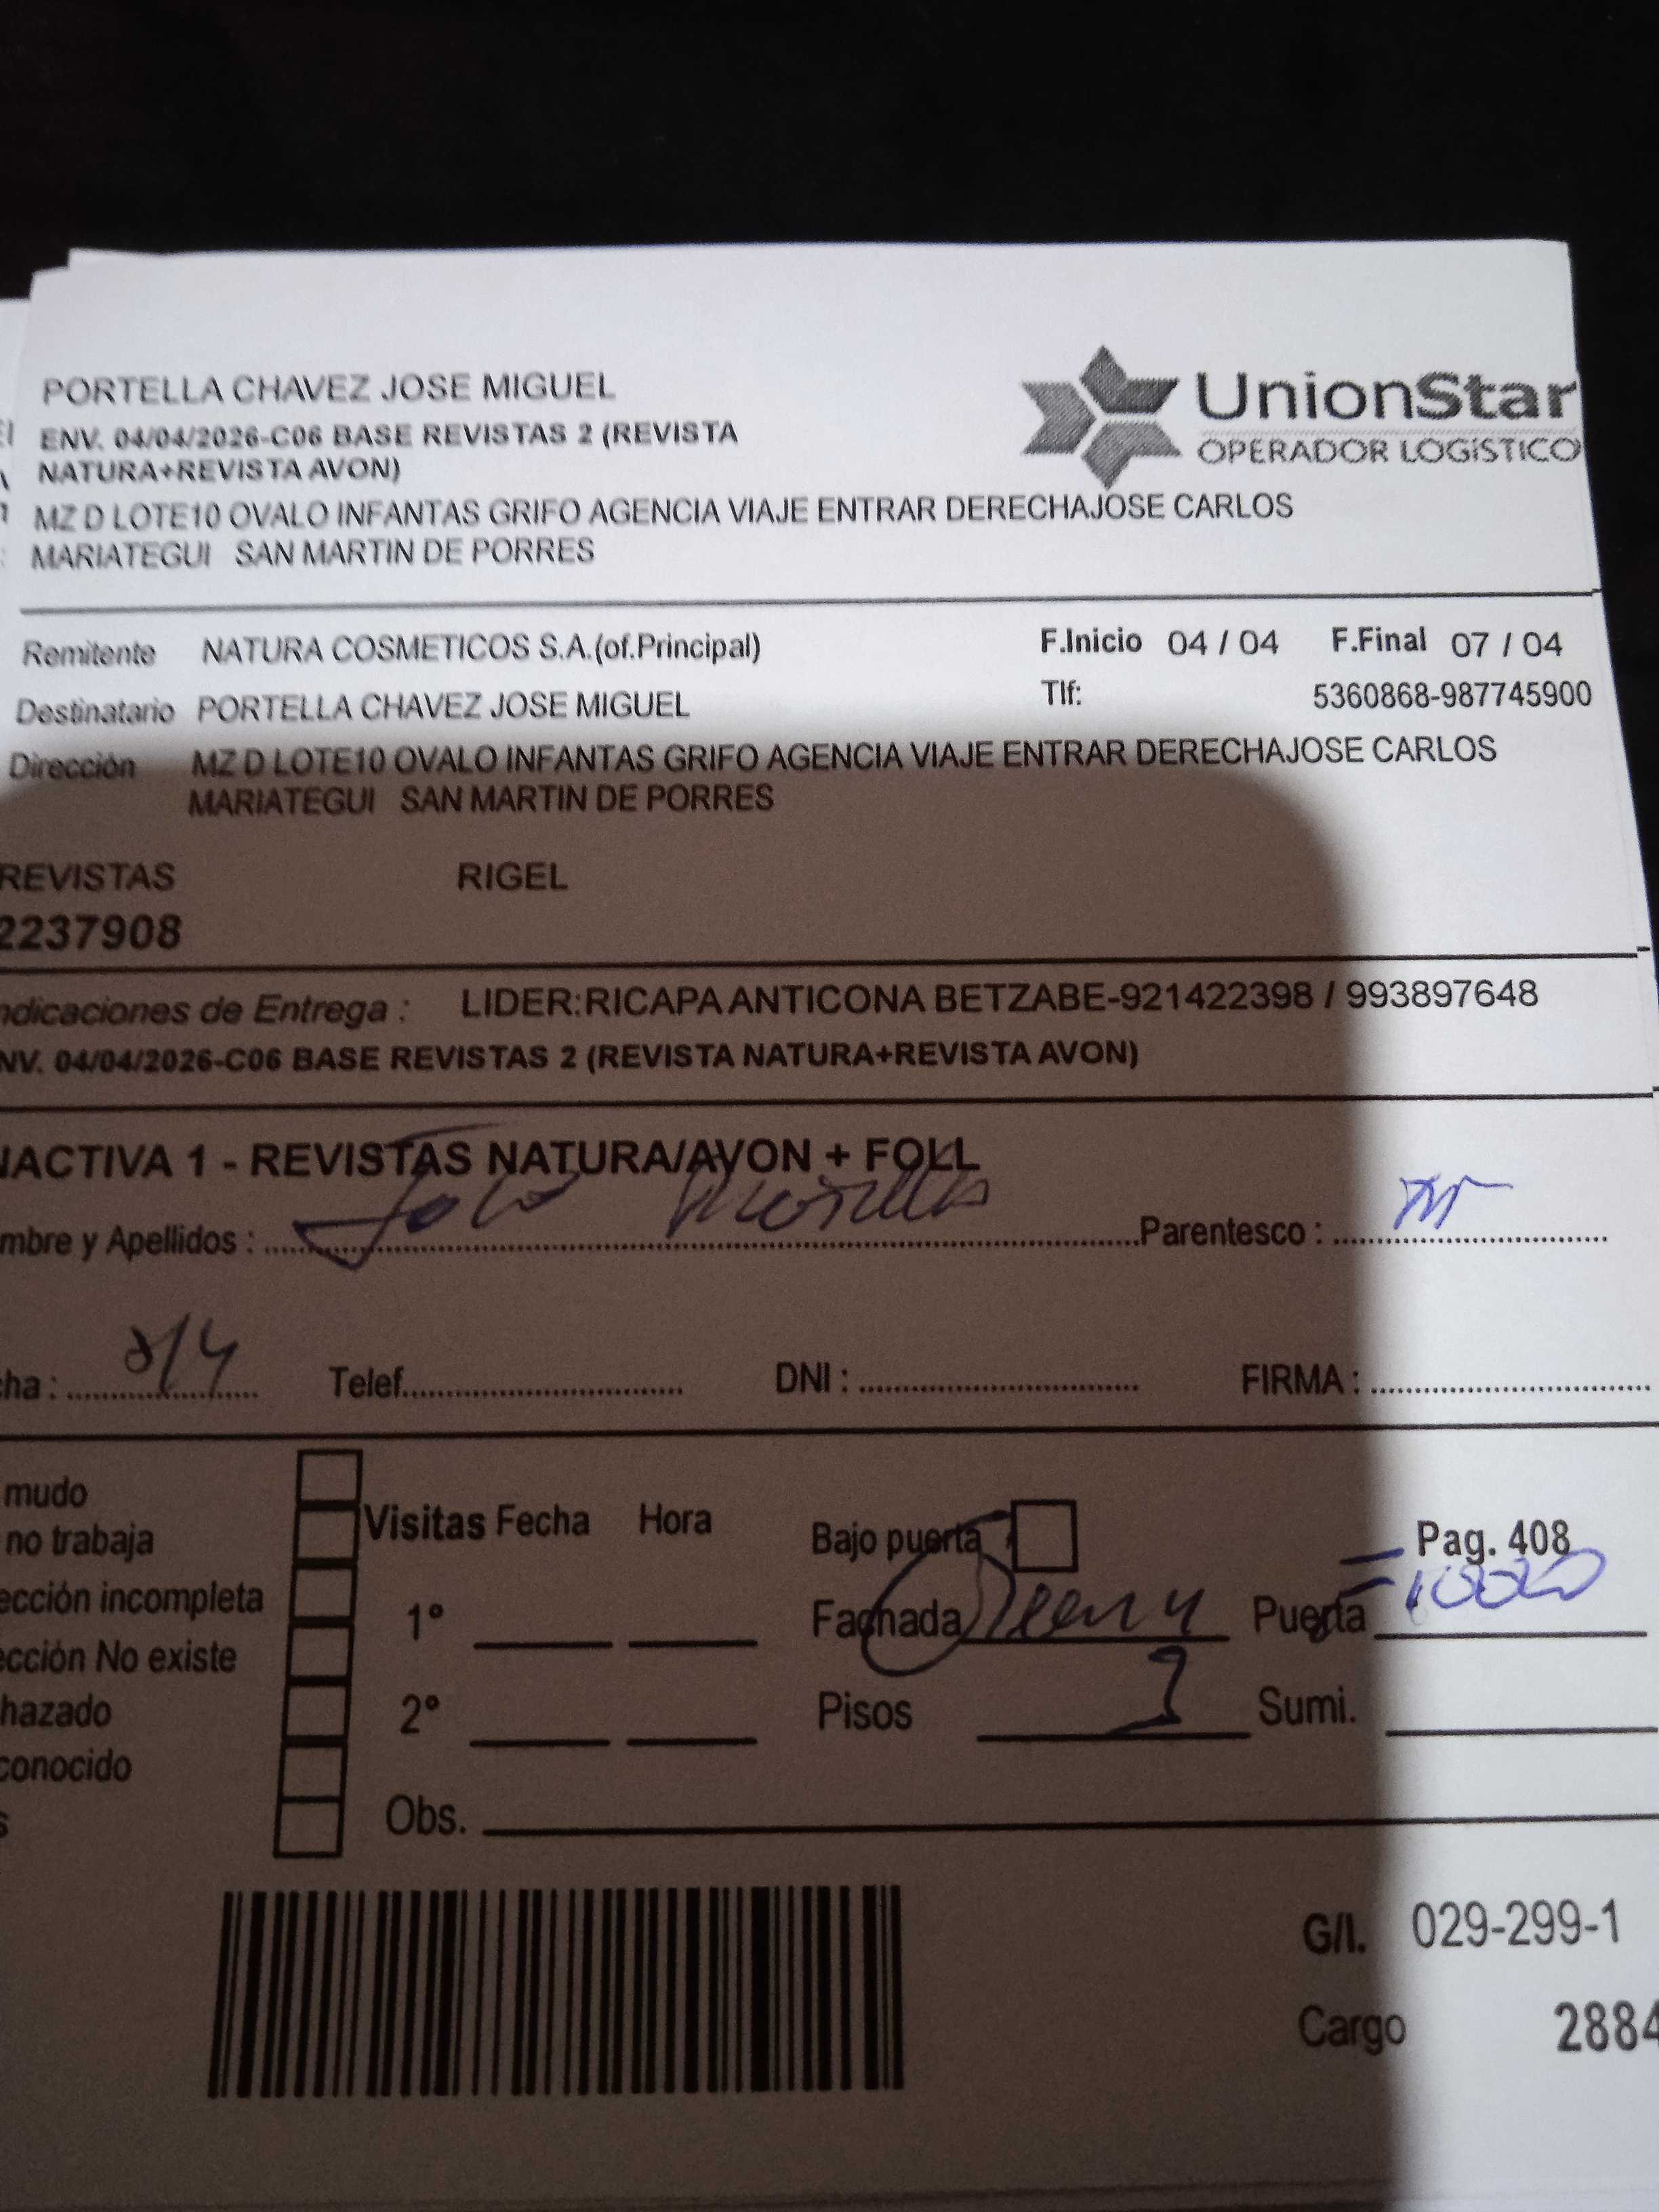 PORTELLA CHAVEZ JOSE MIGUEL
ENV. 04/04/2026-C06 BASE REVISTAS 2 (REVISTA
NATURA+REVISTA AVON)
MZ D LOTE10 OVALO INFANTAS GRIFO AGENCIA VIAJE ENTRAR DERECHAJOSE CARLOS
MARIATEGUI SAN MARTIN DE PORRES
UnionStar
OPERADOR LOGÍSTICO
Remitente NATURA COSMETICOS S.A.(of.Principal)
F.Inicio 04 / 04 F.Final 07 / 04
Destinatario PORTELLA CHAVEZ JOSE MIGUEL
Tlf: 5360868-987745900
Dirección MZ D LOTE10 OVALO INFANTAS GRIFO AGENCIA VIAJE ENTRAR DERECHAJOSE CARLOS
MARIATEGUI SAN MARTIN DE PORRES
REVISTAS RIGEL
2237908
ndicaciones de Entrega : LIDER:RICAPA ANTICONA BETZABE-921422398 / 993897648
NV. 04/04/2026-C06 BASE REVISTAS 2 (REVISTA NATURA+REVISTA AVON)
NACTIVA 1 - REVISTAS NATURA/AVON + FOLL
mbre y Apellidos : Parentesco :
cha : 8/4 Telef. DNI : FIRMA :
mudo
no trabaja
ección incompleta
ección No existe
hazado
conocido
s
Visitas Fecha Hora
1°
2°
Obs.
Bajo puerta Pag. 408
Fachada Puerta
Pisos 3 Sumi.
G/I. 029-299-1
Cargo 2884